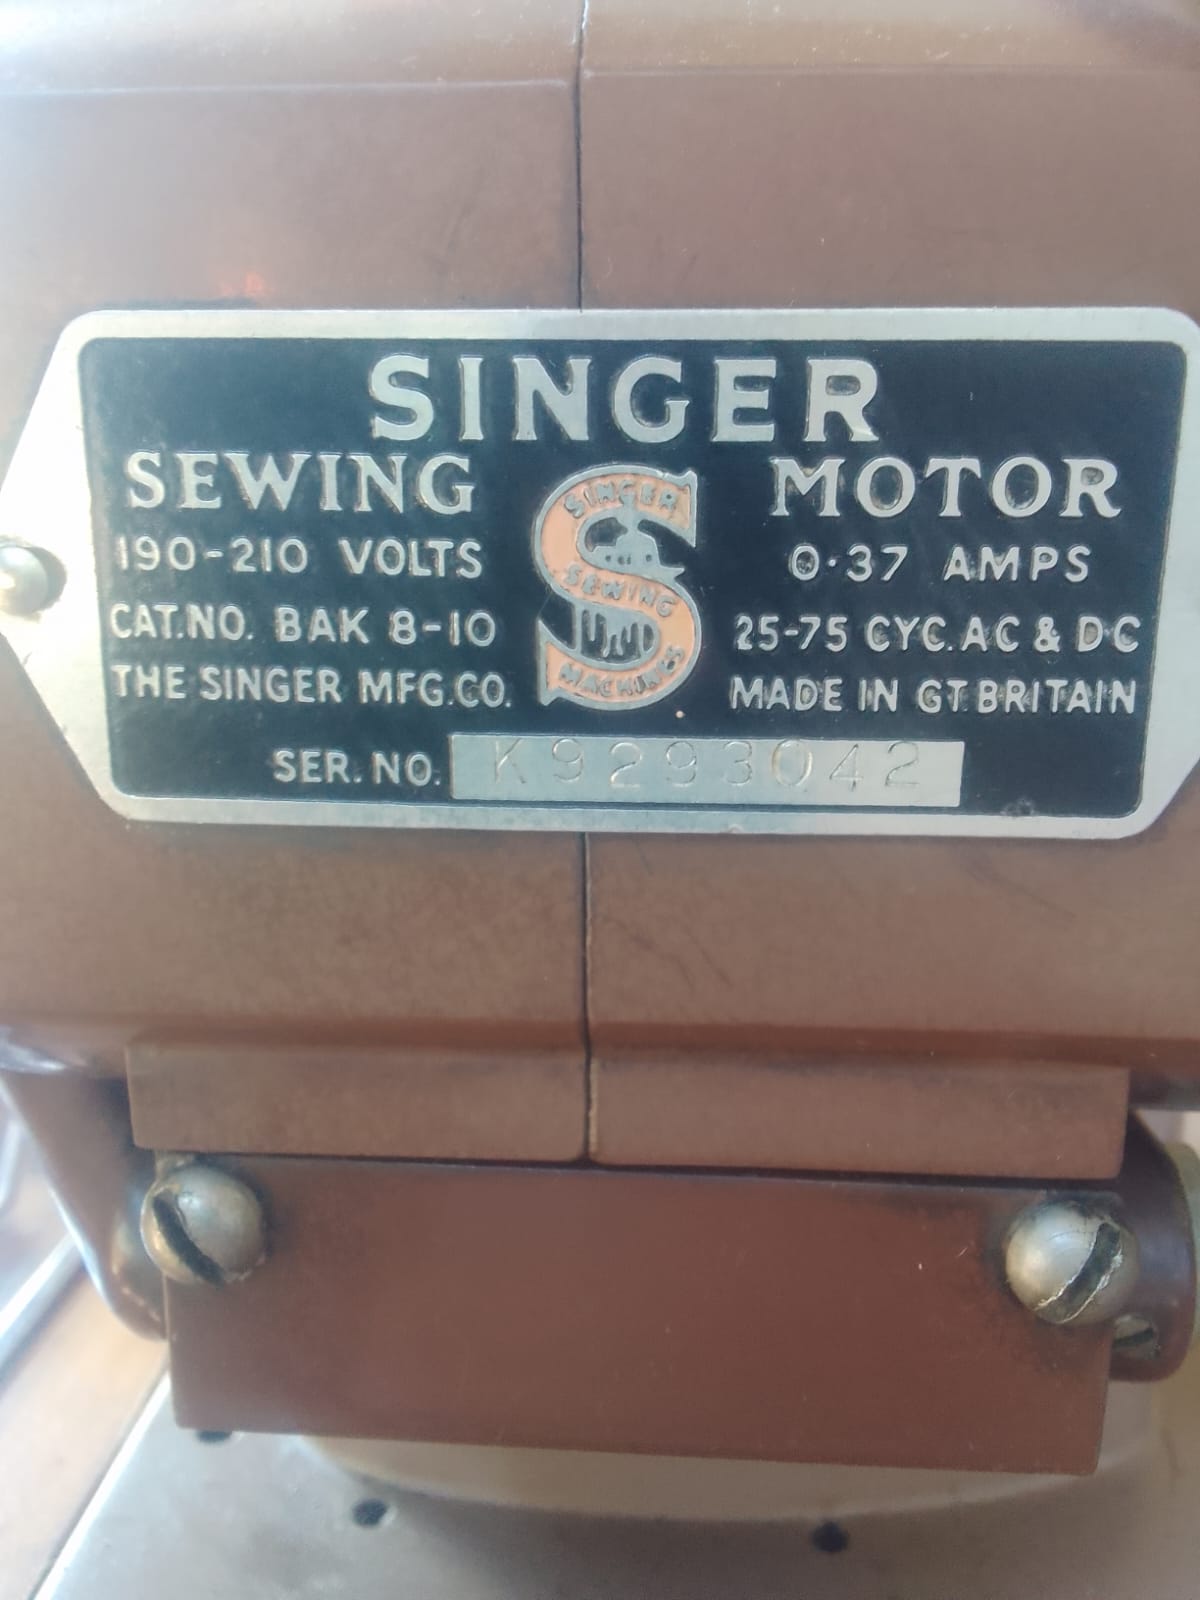 SINGER
SEWING MOTOR
SINGER
SEWING
MACHINES
190-210 VOLTS 0·37 AMPS
CAT.NO. BAK 8-10 25-75 CYC.AC & DC
THE SINGER MFG.CO. MADE IN GT.BRITAIN
SER. NO. K9293042